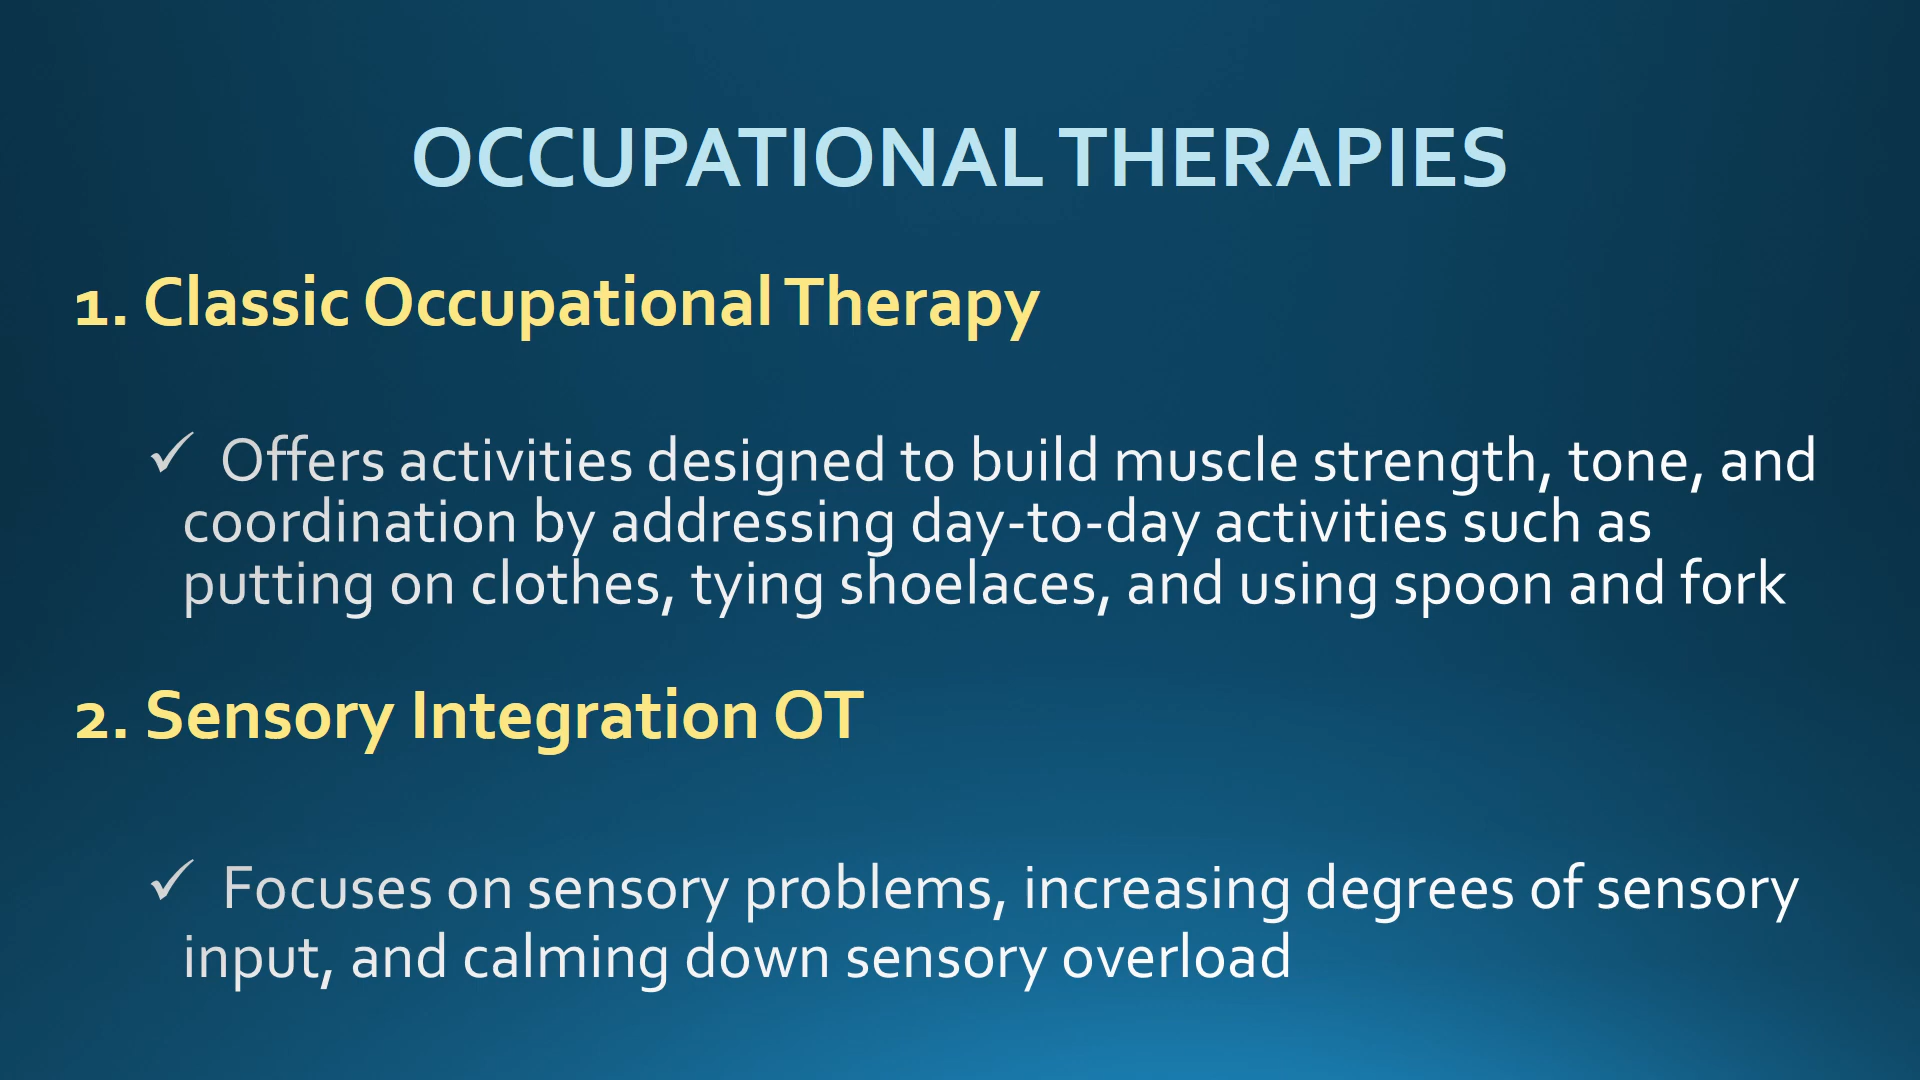 OCCUPATIONAL THERAPIES
1. Classic Occupational Therapy
✓ Offers activities designed to build muscle strength, tone, and
coordination by addressing day-to-day activities such as
putting on clothes, tying shoelaces, and using spoon and fork
2. Sensory Integration OT
✓ Focuses on sensory problems, increasing degrees of sensory
input, and calming down sensory overload